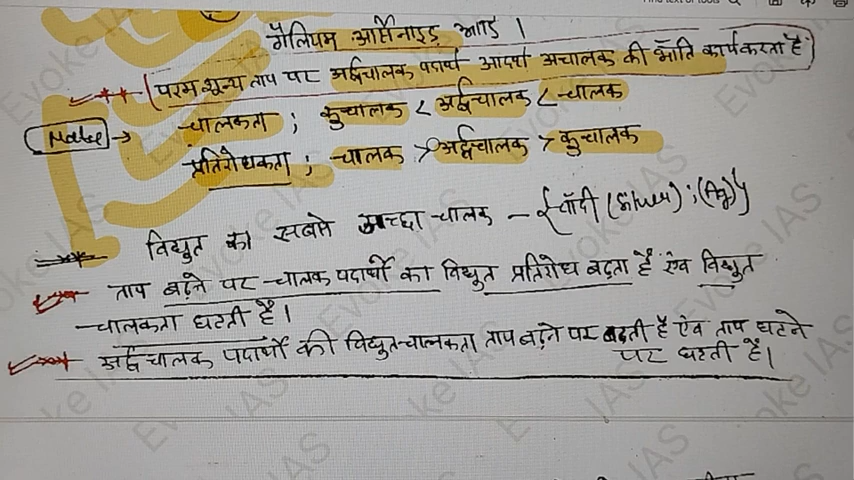 गैलियम आर्सेनाइड आदि ।
परम शून्य ताप पर अर्द्धचालक पदार्थ आदर्श अचालक की भाँति कार्य करता है
Note → चालकता ; कुचालक < अर्द्धचालक < चालक
प्रतिरोधकता ; चालक > अर्द्धचालक > कुचालक
विद्युत का सबसे अच्छा चालक - {चाँदी (Silver) ; (Ag)}
ताप बढ़ने पर चालक पदार्थों का विद्युत प्रतिरोध बढ़ता है एंव विद्युत
चालकता घटती है।
अर्द्धचालक पदार्थों की विद्युत चालकता ताप बढ़ने पर बढ़ती है एंव ताप घटने
पर घटती है।
Evoke IAS